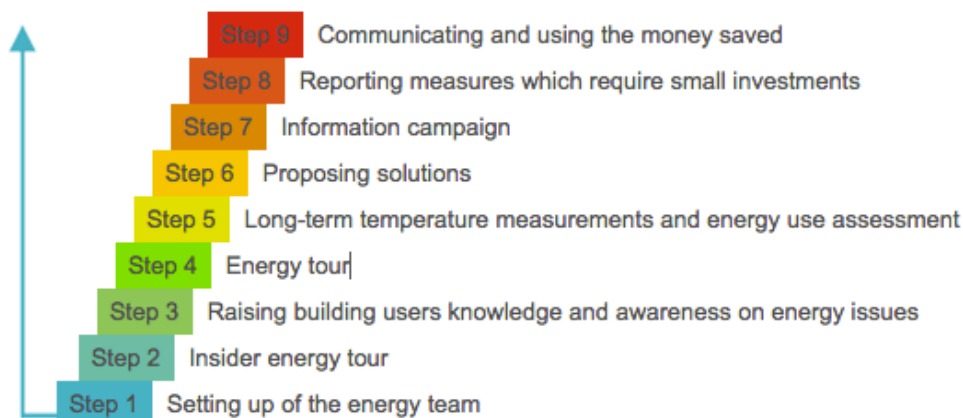 Step 9 Communicating and using the money saved
Step 8 Reporting measures which require small investments
Step 7 Information campaign
Step 6 Proposing solutions
Step 5 Long-term temperature measurements and energy use assessment
Step 4 Energy tour
Step 3 Raising building users knowledge and awareness on energy issues
Step 2 Insider energy tour
Step 1 Setting up of the energy team